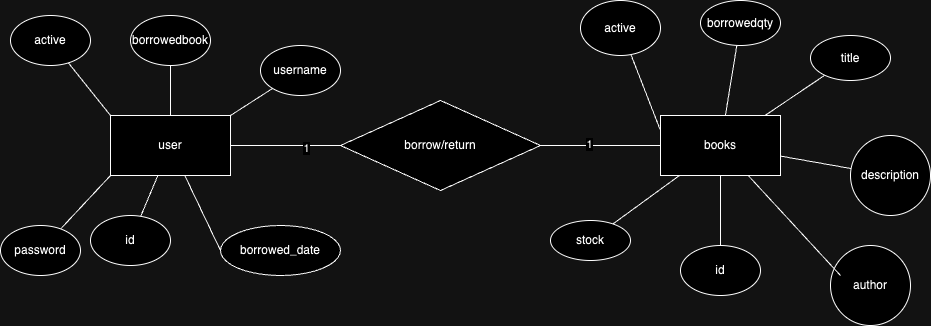 active
borrowedbook
username
user
password
id
borrowed_date
1
borrow/return
1
active
borrowedqty
title
books
description
stock
id
author